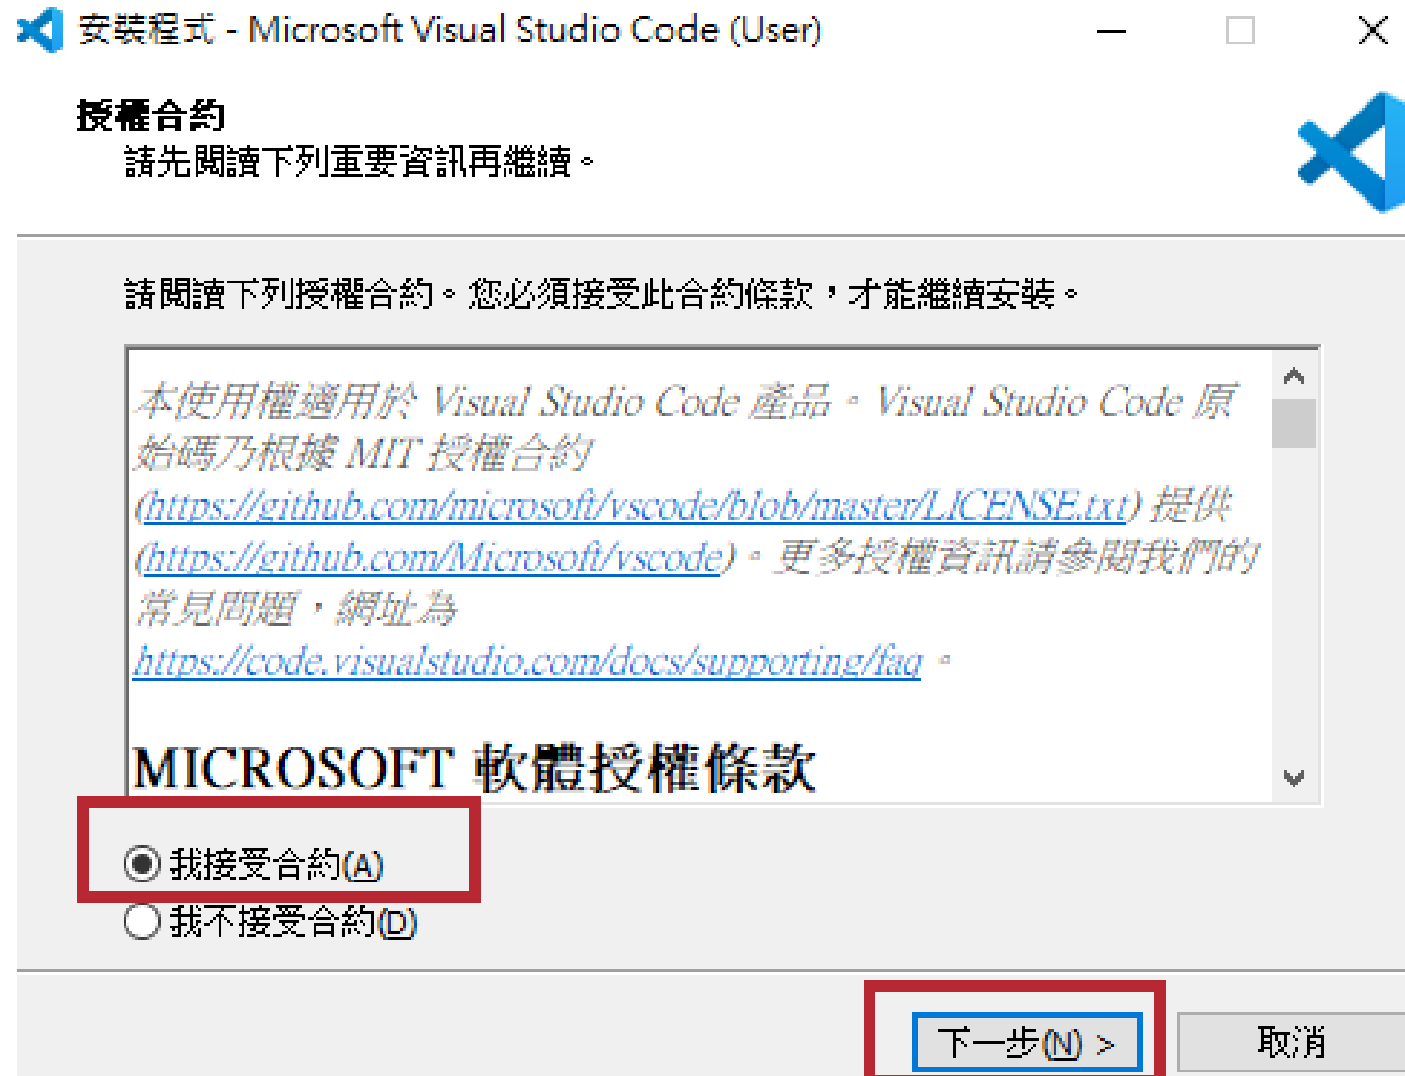 安裝程式 - Microsoft Visual Studio Code (User)
授權合約
請先閱讀下列重要資訊再繼續。
請閱讀下列授權合約。您必須接受此合約條款，才能繼續安裝。
本使用權適用於 Visual Studio Code 產品。Visual Studio Code 原
始碼乃根據 MIT 授權合約
(https://github.com/microsoft/vscode/blob/master/LICENSE.txt) 提供
(https://github.com/Microsoft/vscode)。更多授權資訊請參閱我們的
常見問題，網址為
https://code.visualstudio.com/docs/supporting/faq。
MICROSOFT 軟體授權條款
我接受合約(A)
我不接受合約(D)
下一步(N) >
取消